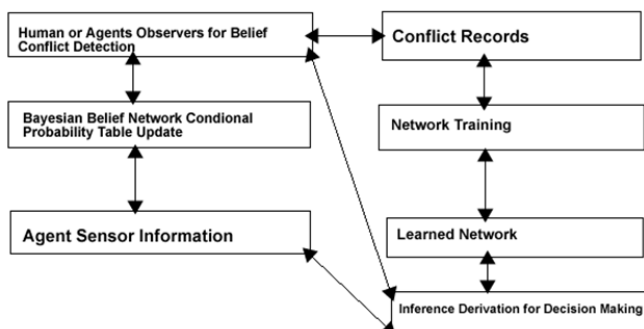 Human or Agents Observers for Belief
Conflict Detection
Conflict Records
Bayesian Belief Network Condional
Probability Table Update
Network Training
Agent Sensor Information
Learned Network
Inference Derivation for Decision Making